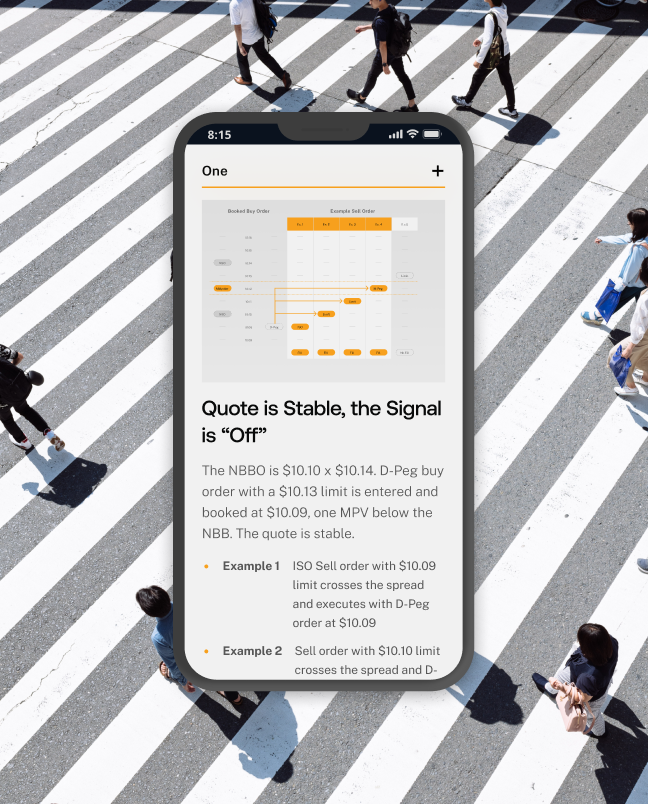 8:15
One
Booked Buy Order
Example Sell Order
Quote is Stable, the Signal
is “Off”
The NBBO is $10.10 x $10.14. D-Peg buy
order with a $10.13 limit is entered and
booked at $10.09, one MPV below the
NBB. The quote is stable.
Example 1 ISO Sell order with $10.09
limit crosses the spread
and executes with D-Peg
order at $10.09
Example 2 Sell order with $10.10 limit
crosses the spread and D-